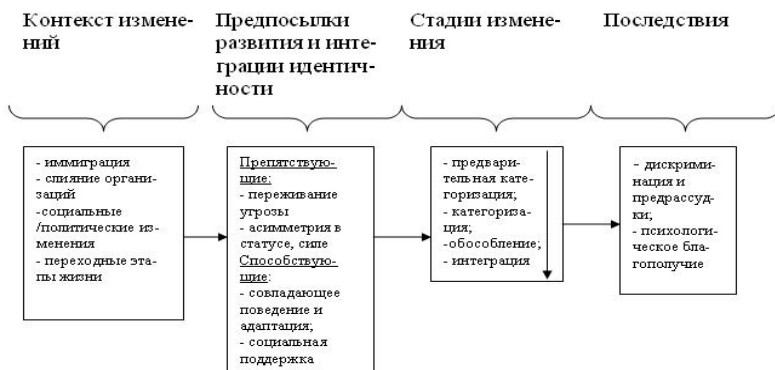 Контекст измене-
ний
Предпосылки
развития и инте-
грации идентич-
ности
Стадии измене-
ния
Последствия
- иммиграция
- слияние органи-
заций
-социальные
/политические из-
менения
- переходные эта-
пы жизни
Препятствую-
щие:
- переживание
угрозы
- асимметрия в
статусе, силе
Способствую-
щие:
- совпадающее
поведение и
адаптация;
- социальная
поддержка
- предвари-
тельная кате-
горизация;
- категориза-
ция;
-обособление;
- интеграция
- дискрими-
нация и
предрассуд-
ки;
- психологи-
ческое бла-
гополучие